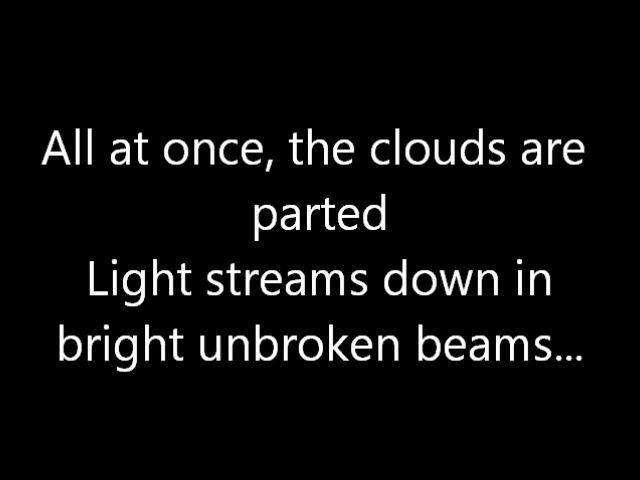 All at once, the clouds are
parted
Light streams down in
bright unbroken beams...